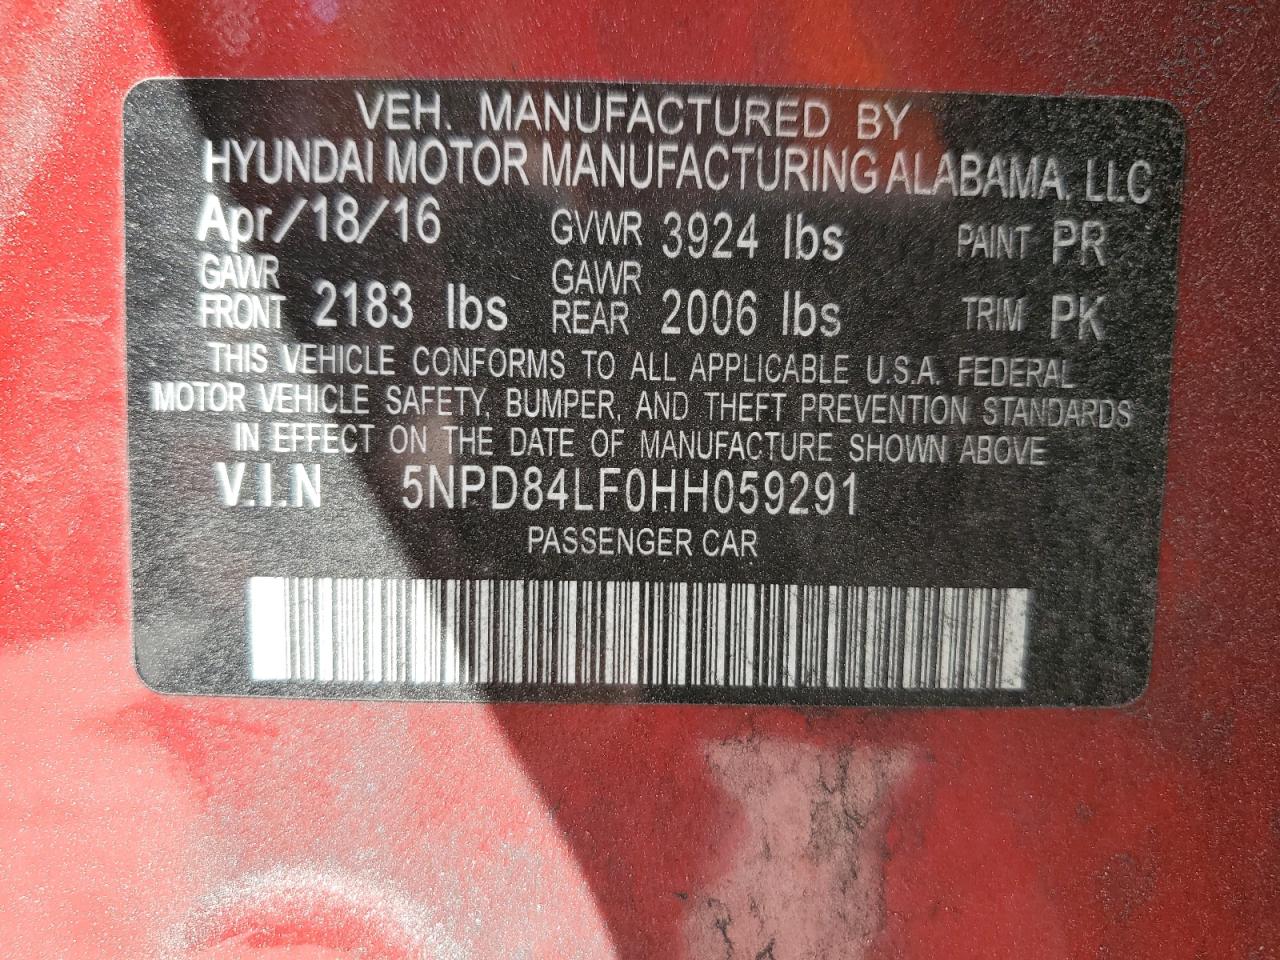 VEH. MANUFACTURED BY
HYUNDAI MOTOR MANUFACTURING ALABAMA, LLC
Apr/18/16 GVWR 3924 lbs PAINT PR
GAWR FRONT 2183 lbs GAWR REAR 2006 lbs TRIM PK
THIS VEHICLE CONFORMS TO ALL APPLICABLE U.S.A. FEDERAL
MOTOR VEHICLE SAFETY, BUMPER, AND THEFT PREVENTION STANDARDS
IN EFFECT ON THE DATE OF MANUFACTURE SHOWN ABOVE
V.I.N 5NPD84LF0HH059291
PASSENGER CAR